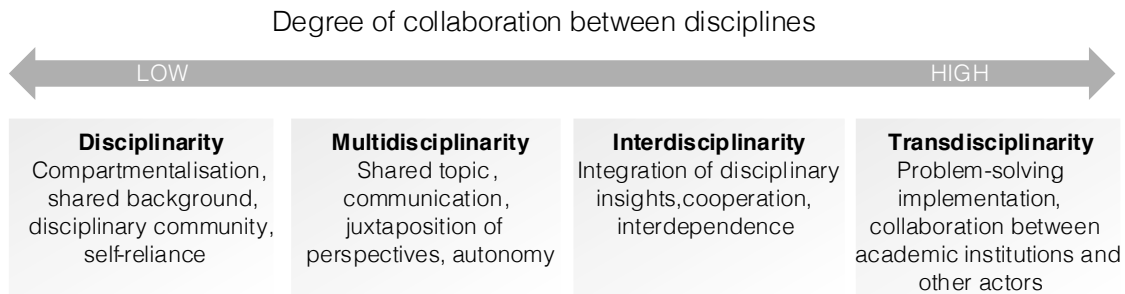 Degree of collaboration between disciplines
LOW
HIGH
Disciplinarity
Compartmentalisation,
shared background,
disciplinary community,
self-reliance
Multidisciplinarity
Shared topic,
communication,
juxtaposition of
perspectives, autonomy
Interdisciplinarity
Integration of disciplinary
insights,cooperation,
interdependence
Transdisciplinarity
Problem-solving
implementation,
collaboration between
academic institutions and
other actors